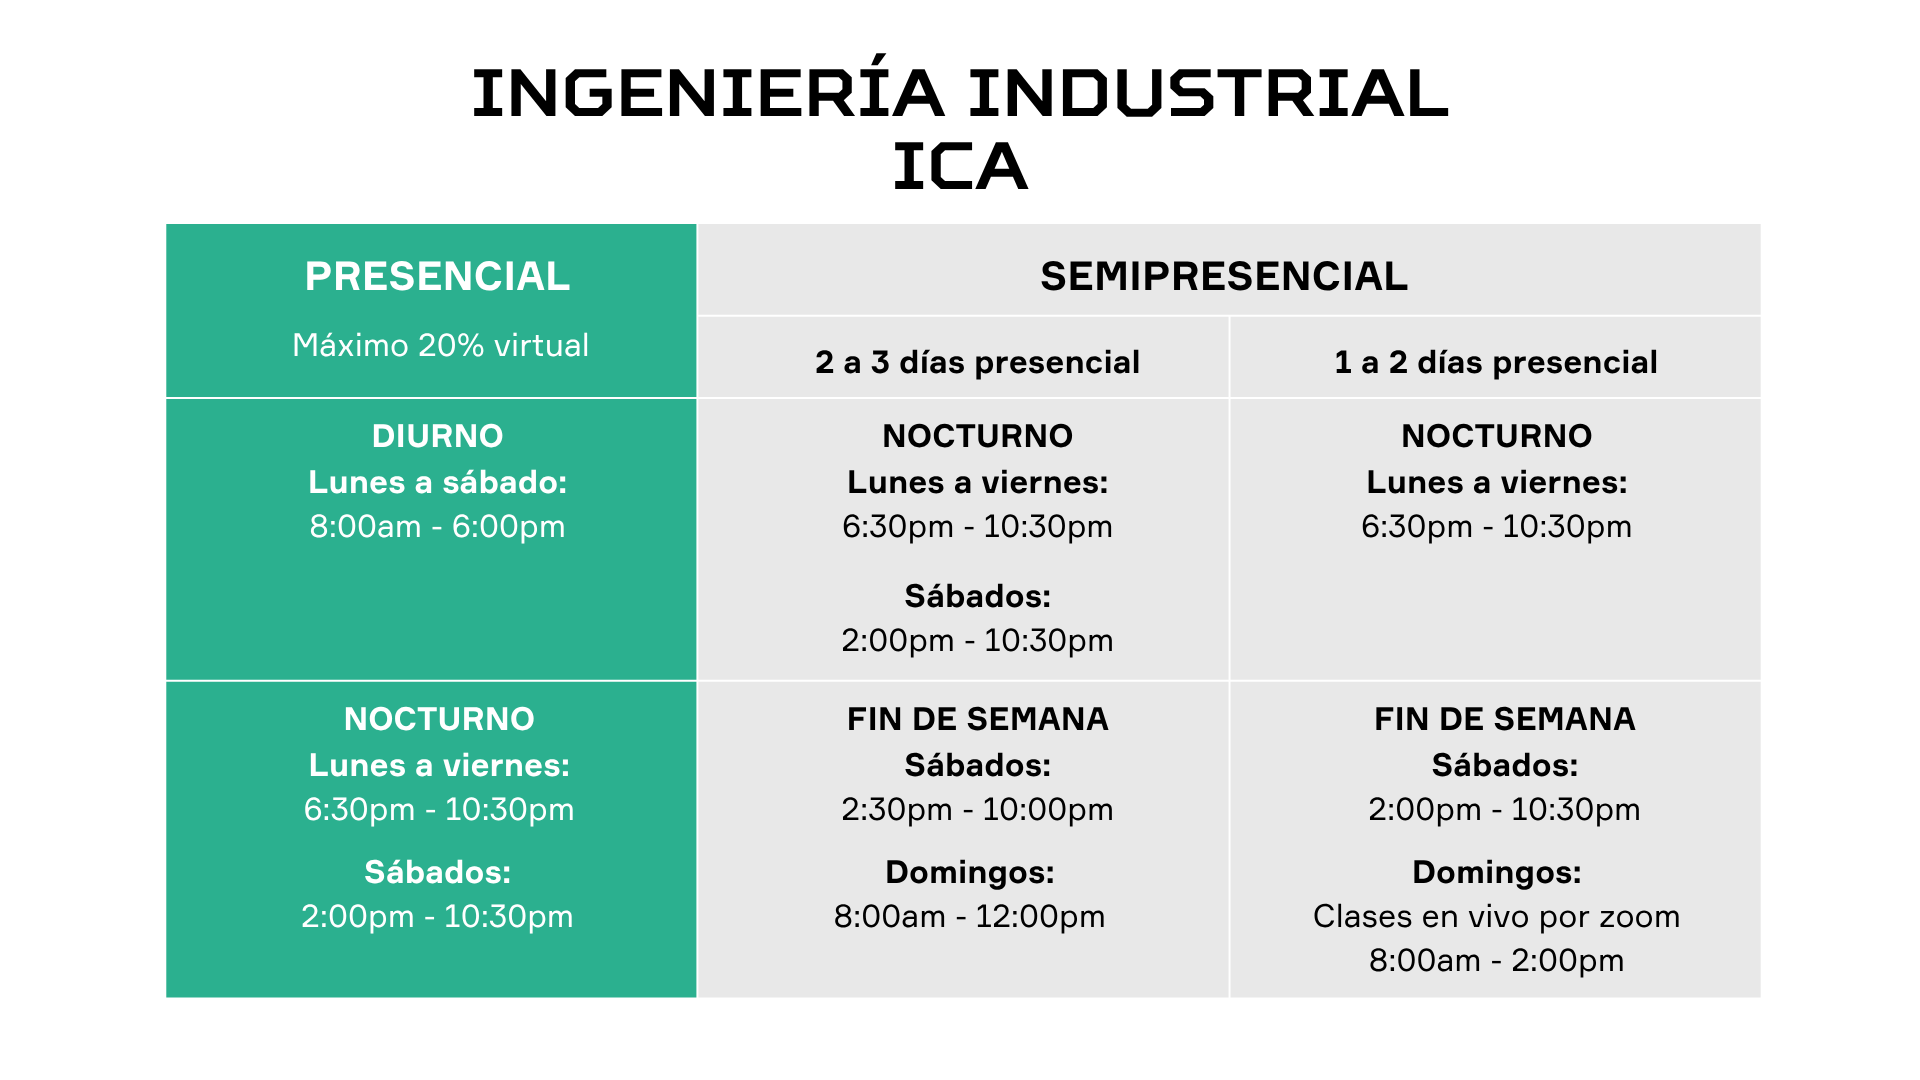 INGENIERÍA INDUSTRIAL
ICA
PRESENCIAL
Máximo 20% virtual
SEMIPRESENCIAL
2 a 3 días presencial
1 a 2 días presencial
DIURNO
Lunes a sábado:
8:00am - 6:00pm
NOCTURNO
Lunes a viernes:
6:30pm - 10:30pm
Sábados:
2:00pm - 10:30pm
NOCTURNO
Lunes a viernes:
6:30pm - 10:30pm
NOCTURNO
Lunes a viernes:
6:30pm - 10:30pm
Sábados:
2:00pm - 10:30pm
FIN DE SEMANA
Sábados:
2:30pm - 10:00pm
Domingos:
8:00am - 12:00pm
FIN DE SEMANA
Sábados:
2:00pm - 10:30pm
Domingos:
Clases en vivo por zoom
8:00am - 2:00pm